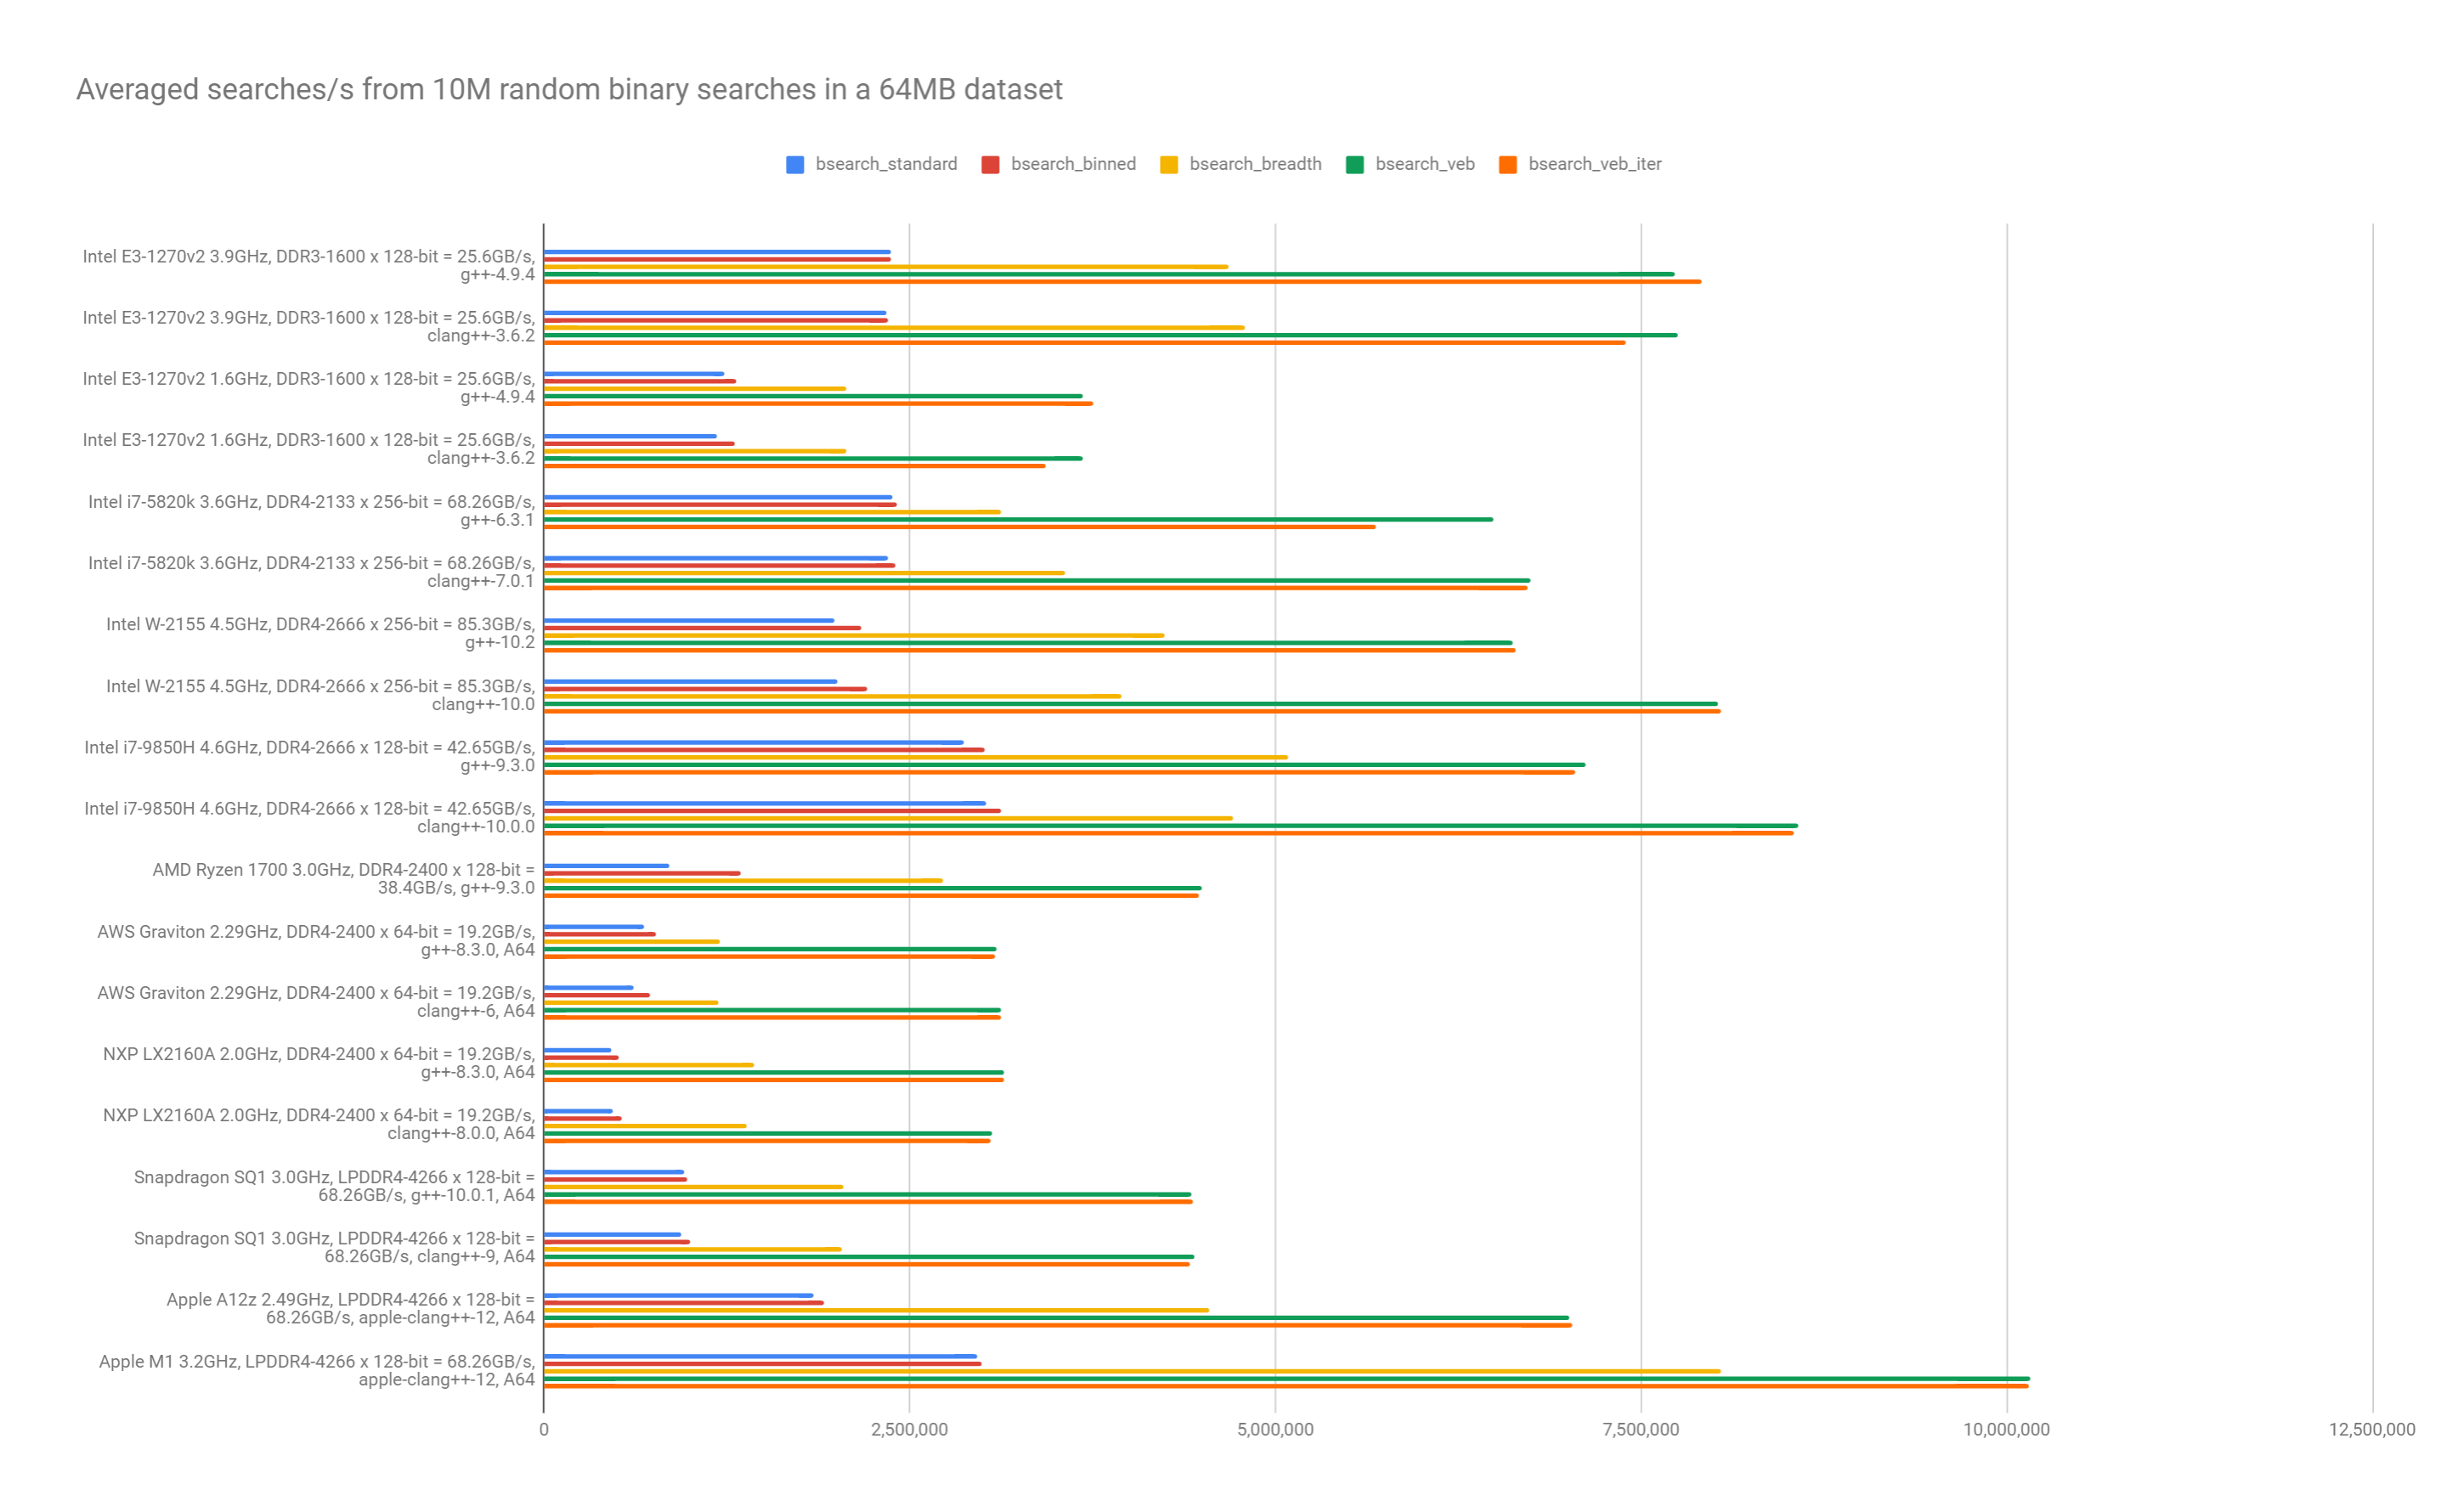 Averaged searches/s from 10M random binary searches in a 64MB dataset
bsearch_standard bsearch_binned bsearch_breadth bsearch_veb bsearch_veb_iter
Intel E3-1270v2 3.9GHz, DDR3-1600 x 128-bit = 25.6GB/s,
g++-4.9.4
Intel E3-1270v2 3.9GHz, DDR3-1600 x 128-bit = 25.6GB/s,
clang++-3.6.2
Intel E3-1270v2 1.6GHz, DDR3-1600 x 128-bit = 25.6GB/s,
g++-4.9.4
Intel E3-1270v2 1.6GHz, DDR3-1600 x 128-bit = 25.6GB/s,
clang++-3.6.2
Intel i7-5820k 3.6GHz, DDR4-2133 x 256-bit = 68.26GB/s,
g++-6.3.1
Intel i7-5820k 3.6GHz, DDR4-2133 x 256-bit = 68.26GB/s,
clang++-7.0.1
Intel W-2155 4.5GHz, DDR4-2666 x 256-bit = 85.3GB/s,
g++-10.2
Intel W-2155 4.5GHz, DDR4-2666 x 256-bit = 85.3GB/s,
clang++-10.0
Intel i7-9850H 4.6GHz, DDR4-2666 x 128-bit = 42.65GB/s,
g++-9.3.0
Intel i7-9850H 4.6GHz, DDR4-2666 x 128-bit = 42.65GB/s,
clang++-10.0.0
AMD Ryzen 1700 3.0GHz, DDR4-2400 x 128-bit =
38.4GB/s, g++-9.3.0
AWS Graviton 2.29GHz, DDR4-2400 x 64-bit = 19.2GB/s,
g++-8.3.0, A64
AWS Graviton 2.29GHz, DDR4-2400 x 64-bit = 19.2GB/s,
clang++-6, A64
NXP LX2160A 2.0GHz, DDR4-2400 x 64-bit = 19.2GB/s,
g++-8.3.0, A64
NXP LX2160A 2.0GHz, DDR4-2400 x 64-bit = 19.2GB/s,
clang++-8.0.0, A64
Snapdragon SQ1 3.0GHz, LPDDR4-4266 x 128-bit =
68.26GB/s, g++-10.0.1, A64
Snapdragon SQ1 3.0GHz, LPDDR4-4266 x 128-bit =
68.26GB/s, clang++-9, A64
Apple A12z 2.49GHz, LPDDR4-4266 x 128-bit =
68.26GB/s, apple-clang++-12, A64
Apple M1 3.2GHz, LPDDR4-4266 x 128-bit = 68.26GB/s,
apple-clang++-12, A64
0 2,500,000 5,000,000 7,500,000 10,000,000 12,500,000